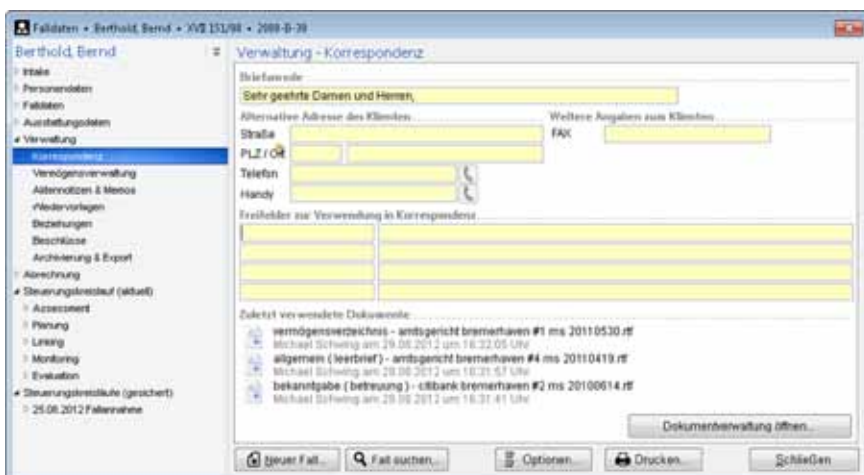 Falldaten • Berthold, Bernd • XVII 151/98 • 2008-B-39
Berthold, Bernd
Intake
Personendaten
Falldaten
Ausstattungsdaten
Verwaltung
Korrespondenz
Vermögensverwaltung
Aktennotizen & Memos
Wiedervorlagen
Beziehungen
Beschlüsse
Archivierung & Export
Abrechnung
Steuerungskreislauf (aktuell)
Assessment
Planung
Linking
Monitoring
Evaluation
Steuerungskreisläufe (gesichert)
25.08.2012 Fallannahme
Verwaltung - Korrespondenz
Briefanrede
Sehr geehrte Damen und Herren,
Alternative Adresse des Klienten
Weitere Angaben zum Klienten
Straße
FAX
PLZ / Ort
Telefon
Handy
Freifelder zur Verwendung in Korrespondenz
Zuletzt verwendete Dokumente
vermögensverzeichnis - amtsgericht bremerhaven #1 ms 20110530.rtf
Michael Schwing am 29.08.2012 um 16:32:05 Uhr
allgemein ( leerbrief ) - amtsgericht bremerhaven #4 ms 20110419.rtf
Michael Schwing am 28.08.2012 um 16:31:57 Uhr
bekanntgabe ( betreuung ) - citibank bremerhaven #2 ms 20100614.rtf
Michael Schwing am 28.08.2012 um 16:31:41 Uhr
Dokumentverwaltung öffnen...
Neuer Fall...
Fall suchen...
Optionen...
Drucken...
Schließen